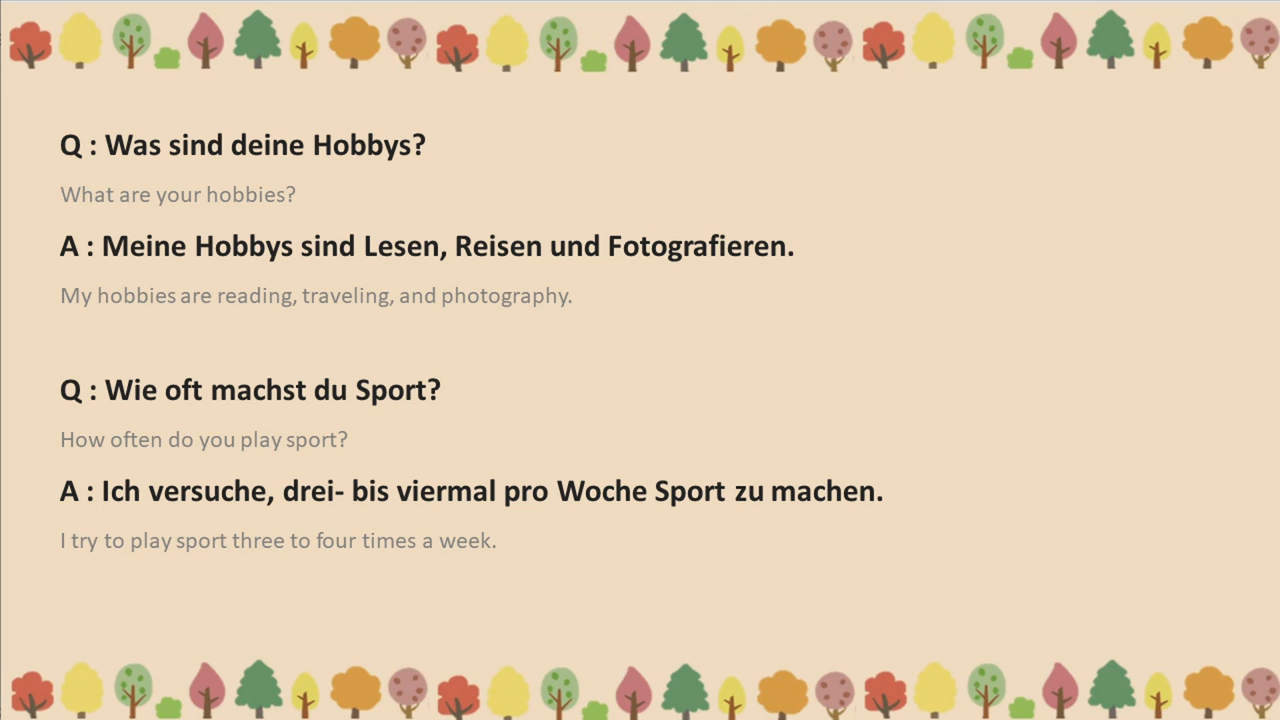 Q : Was sind deine Hobbys?
What are your hobbies?
A : Meine Hobbys sind Lesen, Reisen und Fotografieren.
My hobbies are reading, traveling, and photography.
Q : Wie oft machst du Sport?
How often do you play sport?
A : Ich versuche, drei- bis viermal pro Woche Sport zu machen.
I try to play sport three to four times a week.